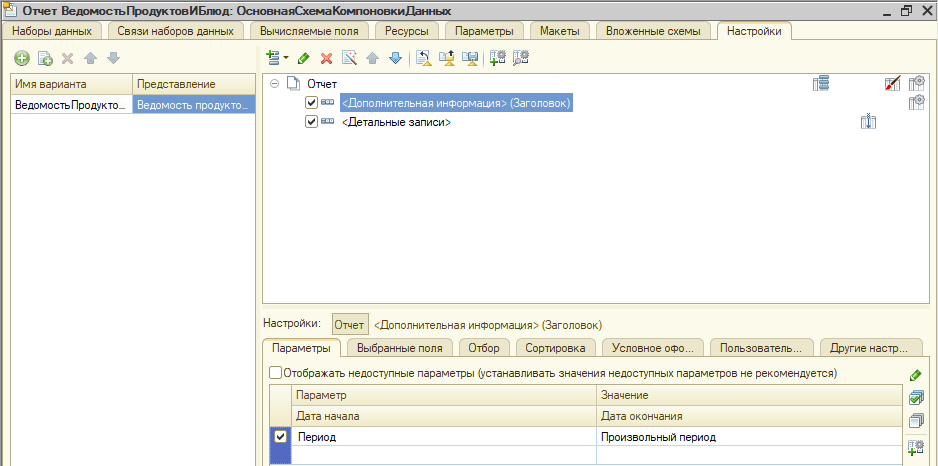 Отчет ВедомостьПродуктовИБлюд: ОсновнаяСхемаКомпоновкиДанных
Наборы данных Связи наборов данных Вычисляемые поля Ресурсы Параметры Макеты Вложенные схемы Настройки
Имя варианта Представление
ВедомостьПродукто... Ведомость продукто...
Отчет
<Дополнительная информация> (Заголовок)
<Детальные записи>
Настройки: Отчет <Дополнительная информация> (Заголовок)
Параметры Выбранные поля Отбор Сортировка Условное офо... Пользователь... Другие настр...
Отображать недоступные параметры (устанавливать значения недоступных параметров не рекомендуется)
Параметр Значение
Дата начала Дата окончания
Период Произвольный период